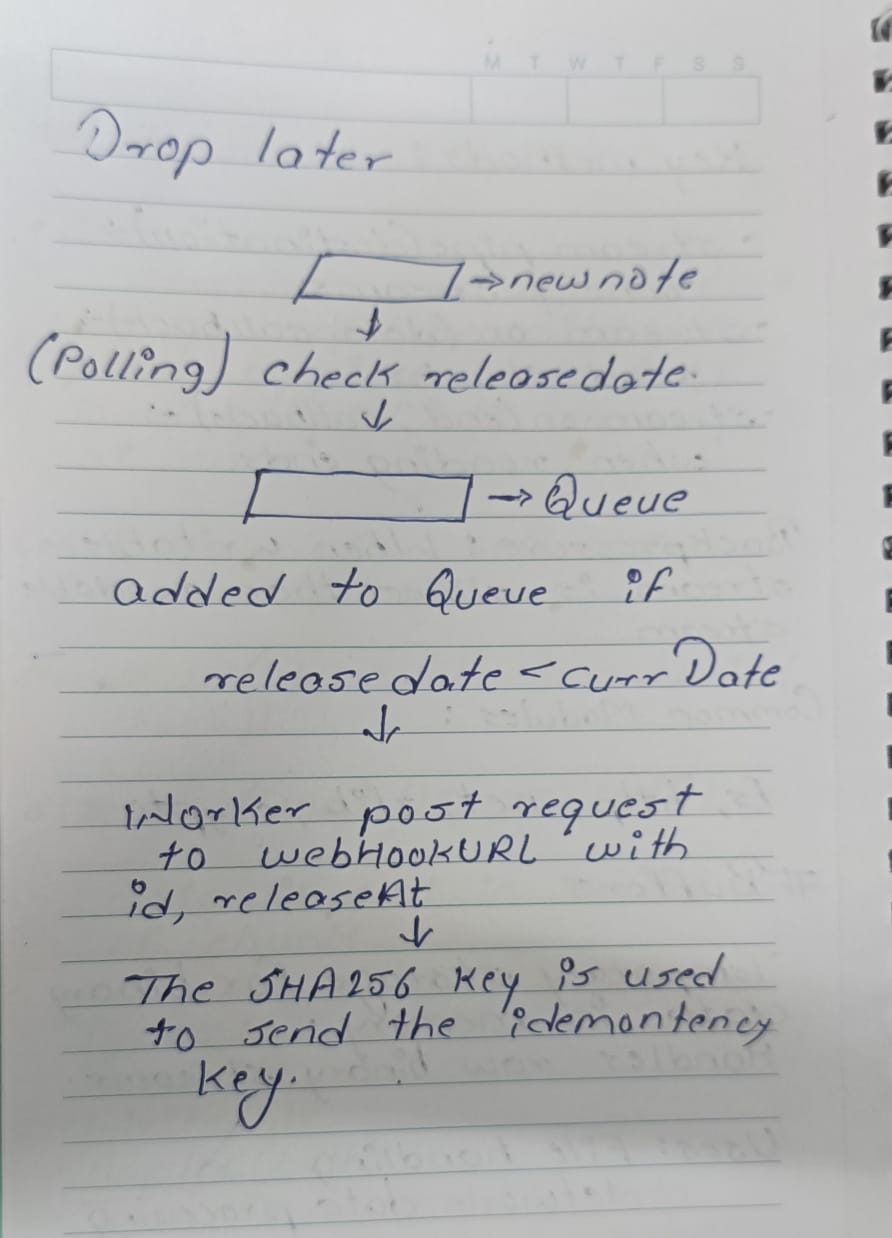 M T W T F S S
Drop later
→ new note
↓
(Polling) check releasedate.
↓
→ Queue
added to Queue if
releasedate < currDate
↓
Worker post request
to webHookURL with
id, releaseAt
↓
The SHA256 key is used
to send the idemontency
key.